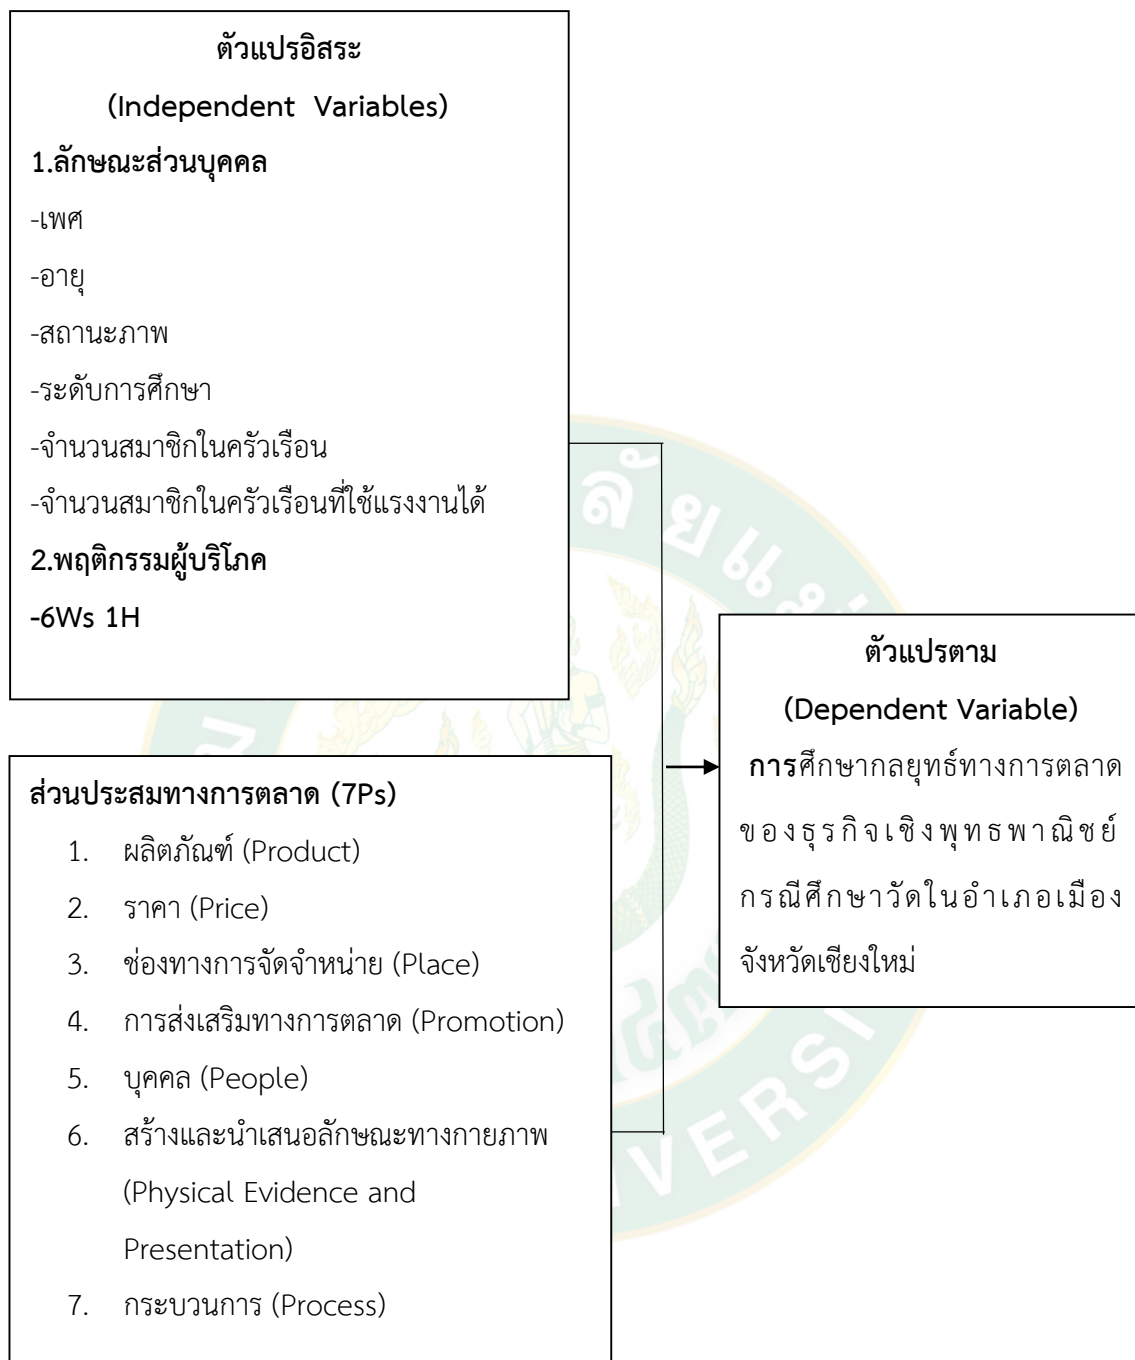 ตัวแปรอิสระ
(Independent Variables)
1.ลักษณะส่วนบุคคล
-เพศ
-อายุ
-สถานะภาพ
-ระดับการศึกษา
-จำนวนสมาชิกในครัวเรือน
-จำนวนสมาชิกในครัวเรือนที่ใช้แรงงานได้
2.พฤติกรรมผู้บริโภค
-6Ws 1H
ส่วนประสมทางการตลาด (7Ps)
1. ผลิตภัณฑ์ (Product)
2. ราคา (Price)
3. ช่องทางการจัดจำหน่าย (Place)
4. การส่งเสริมทางการตลาด (Promotion)
5. บุคคล (People)
6. สร้างและนำเสนอลักษณะทางกายภาพ
(Physical Evidence and
Presentation)
7. กระบวนการ (Process)
ตัวแปรตาม
(Dependent Variable)
การศึกษากลยุทธ์ทางการตลาด
ของธุรกิจเชิงพุทธพาณิชย์
กรณีศึกษาวัดในอำเภอเมือง
จังหวัดเชียงใหม่